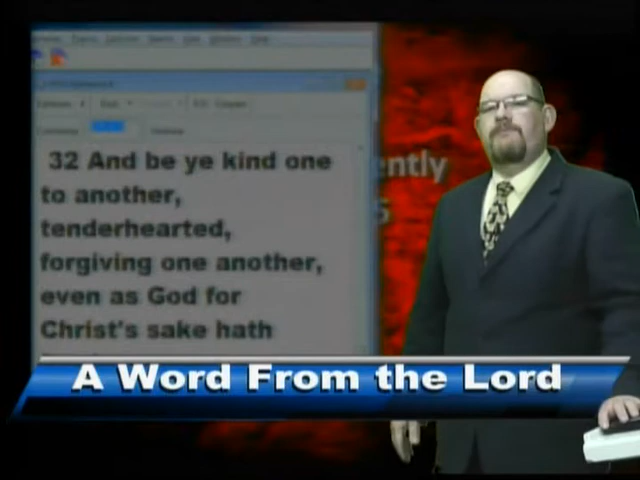 32 And be ye kind one
to another,
tenderhearted,
forgiving one another,
even as God for
Christ's sake hath
ently
5
A Word From the Lord